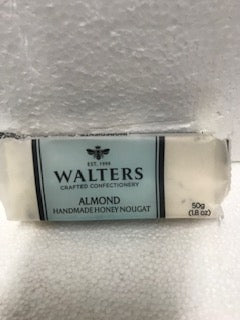 EST. 1998
WALTERS
CRAFTED CONFECTIONERY
ALMOND
HANDMADE HONEY NOUGAT
50g
(1.8 oz)